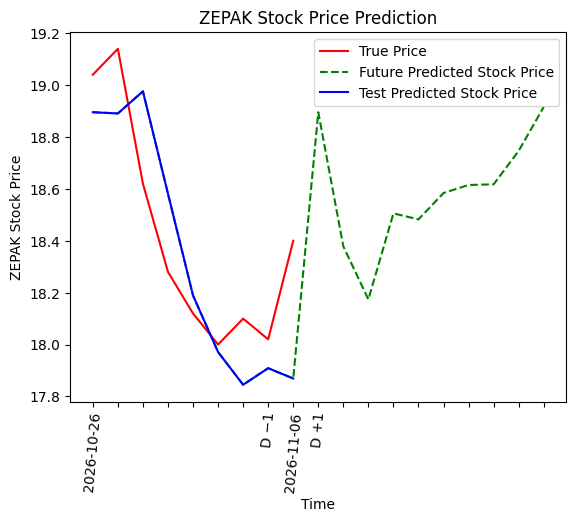 ZEPAK Stock Price Prediction
True Price
Future Predicted Stock Price
Test Predicted Stock Price
ZEPAK Stock Price
19.2
19.0
18.8
18.6
18.4
18.2
18.0
17.8
2026-10-26
D −1
2026-11-06
D +1
Time